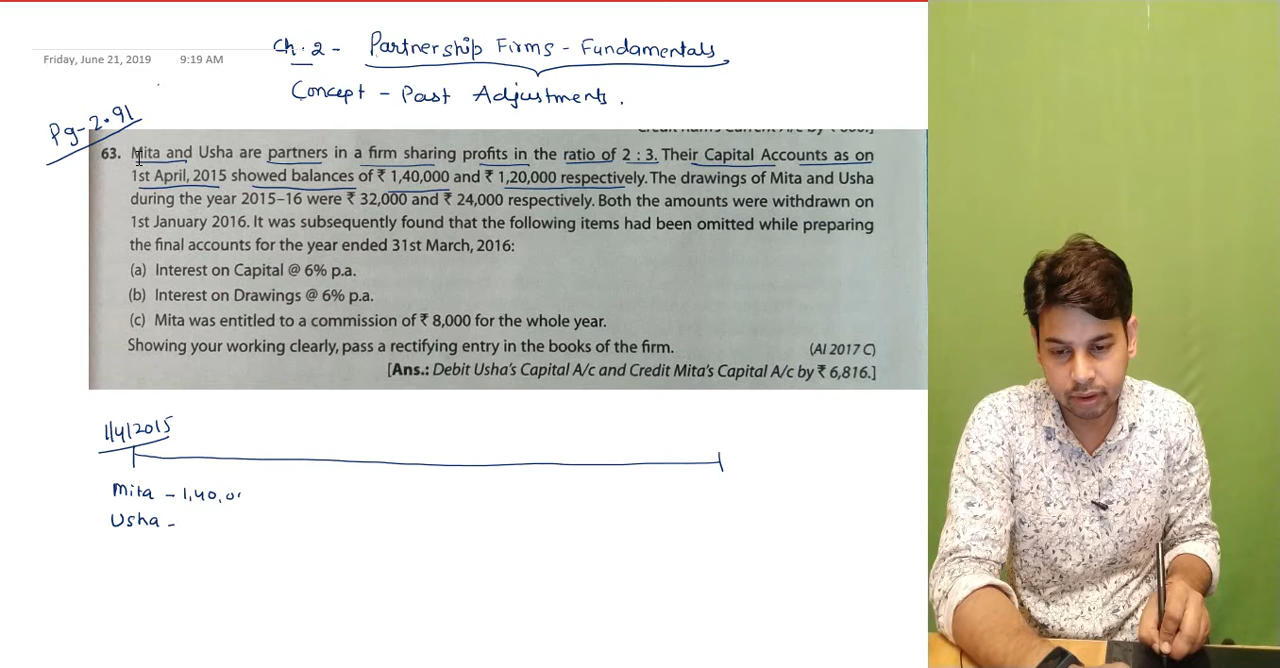 Ch. 2 - Partnership Firms - Fundamentals
Friday, June 21, 2019 9:19 AM
Concept - Past Adjustments.
Pg-2.91
63. Mita and Usha are partners in a firm sharing profits in the ratio of 2 : 3. Their Capital Accounts as on
1st April, 2015 showed balances of ₹ 1,40,000 and ₹ 1,20,000 respectively. The drawings of Mita and Usha
during the year 2015–16 were ₹ 32,000 and ₹ 24,000 respectively. Both the amounts were withdrawn on
1st January 2016. It was subsequently found that the following items had been omitted while preparing
the final accounts for the year ended 31st March, 2016:
(a) Interest on Capital @ 6% p.a.
(b) Interest on Drawings @ 6% p.a.
(c) Mita was entitled to a commission of ₹ 8,000 for the whole year.
Showing your working clearly, pass a rectifying entry in the books of the firm. (AI 2017 C)
[Ans.: Debit Usha's Capital A/c and Credit Mita's Capital A/c by ₹ 6,816.]
1/4/2015
Mita - 1,40,0
Usha -